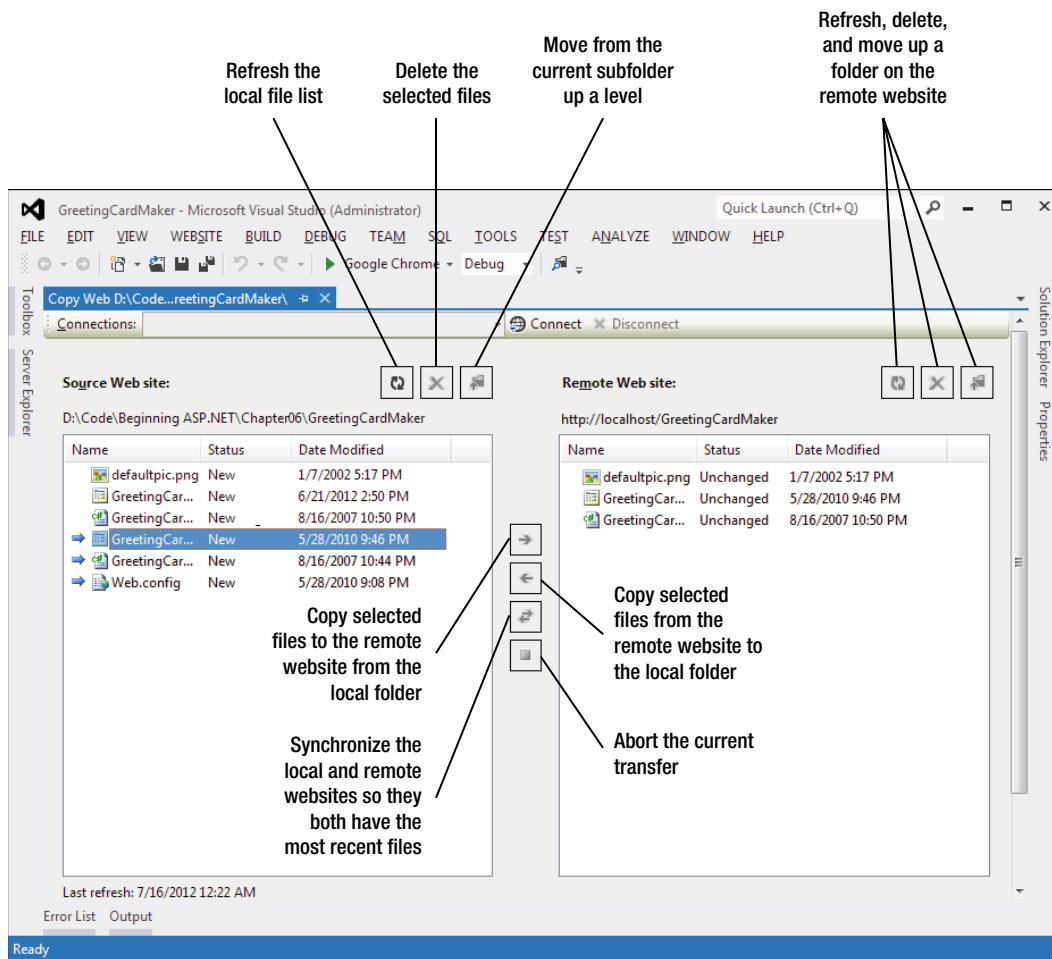 Refresh the
local file list
Delete the
selected files
Move from the
current subfolder
up a level
Refresh, delete,
and move up a
folder on the
remote website
GreetingCardMaker - Microsoft Visual Studio (Administrator)
Quick Launch (Ctrl+Q)
FILE EDIT VIEW WEBSITE BUILD DEBUG TEAM SQL TOOLS TEST ANALYZE WINDOW HELP
Google Chrome Debug
Toolbox
Server Explorer
Copy Web D:\Code...reetingCardMaker\
Connections:
Connect Disconnect
Solution Explorer
Properties
Source Web site:
D:\Code\Beginning ASP.NET\Chapter06\GreetingCardMaker
Name Status Date Modified
defaultpic.png New 1/7/2002 5:17 PM
GreetingCar... New 6/21/2012 2:50 PM
GreetingCar... New 8/16/2007 10:50 PM
GreetingCar... New 5/28/2010 9:46 PM
GreetingCar... New 8/16/2007 10:44 PM
Web.config New 5/28/2010 9:08 PM
Remote Web site:
http://localhost/GreetingCardMaker
Name Status Date Modified
defaultpic.png Unchanged 1/7/2002 5:17 PM
GreetingCar... Unchanged 5/28/2010 9:46 PM
GreetingCar... Unchanged 8/16/2007 10:50 PM
Copy selected
files to the remote
website from the
local folder
Copy selected
files from the
remote website to
the local folder
Synchronize the
local and remote
websites so they
both have the
most recent files
Abort the current
transfer
Last refresh: 7/16/2012 12:22 AM
Error List Output
Ready